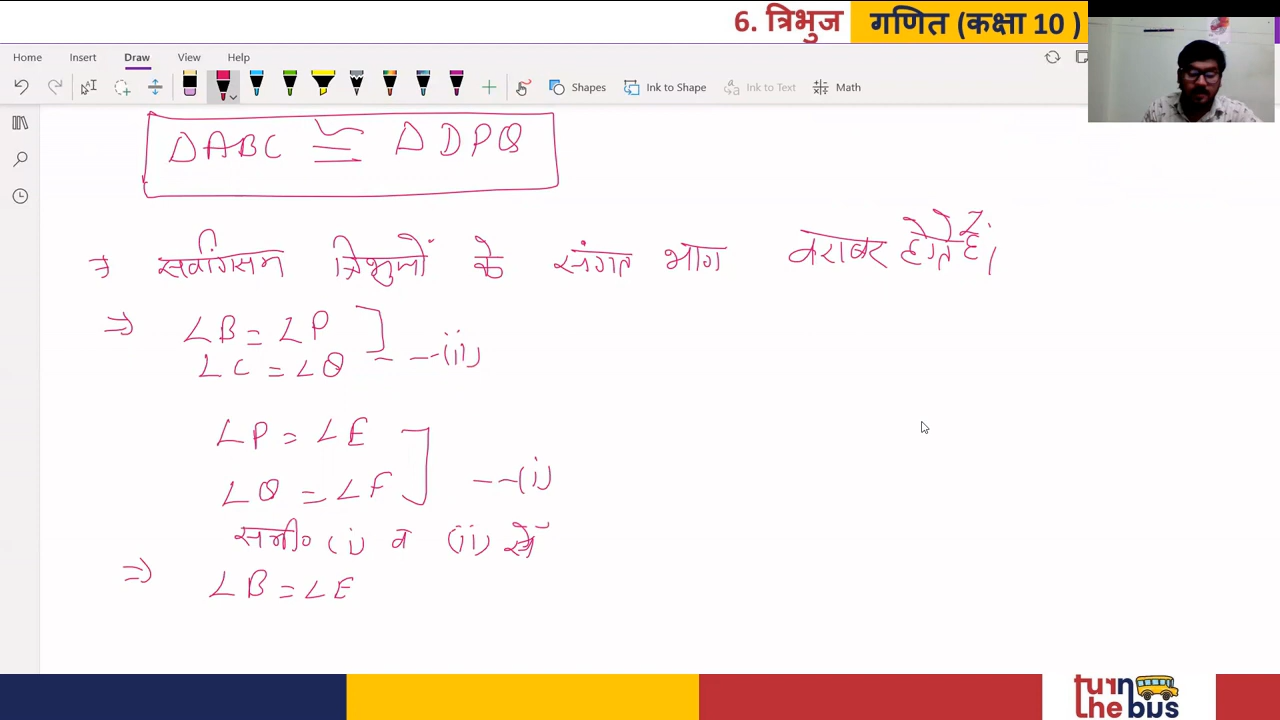 6. त्रिभुज गणित (कक्षा 10 )
Home Insert Draw View Help
Shapes Ink to Shape Ink to Text Math
ΔABC ≅ ΔDPQ
⇒ सर्वांगसम त्रिभुजों के संगत भाग बराबर होते हैं।
⇒ ∠B = ∠P
∠C = ∠Q --(ii)
∠P = ∠E
∠Q = ∠F --(i)
समी० (i) व (ii) से
⇒ ∠B = ∠E
turn the bus